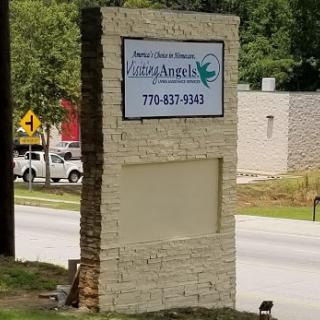 America's Choice in Homecare.
Visiting Angels
LIVING ASSISTANCE SERVICES
770-837-9343